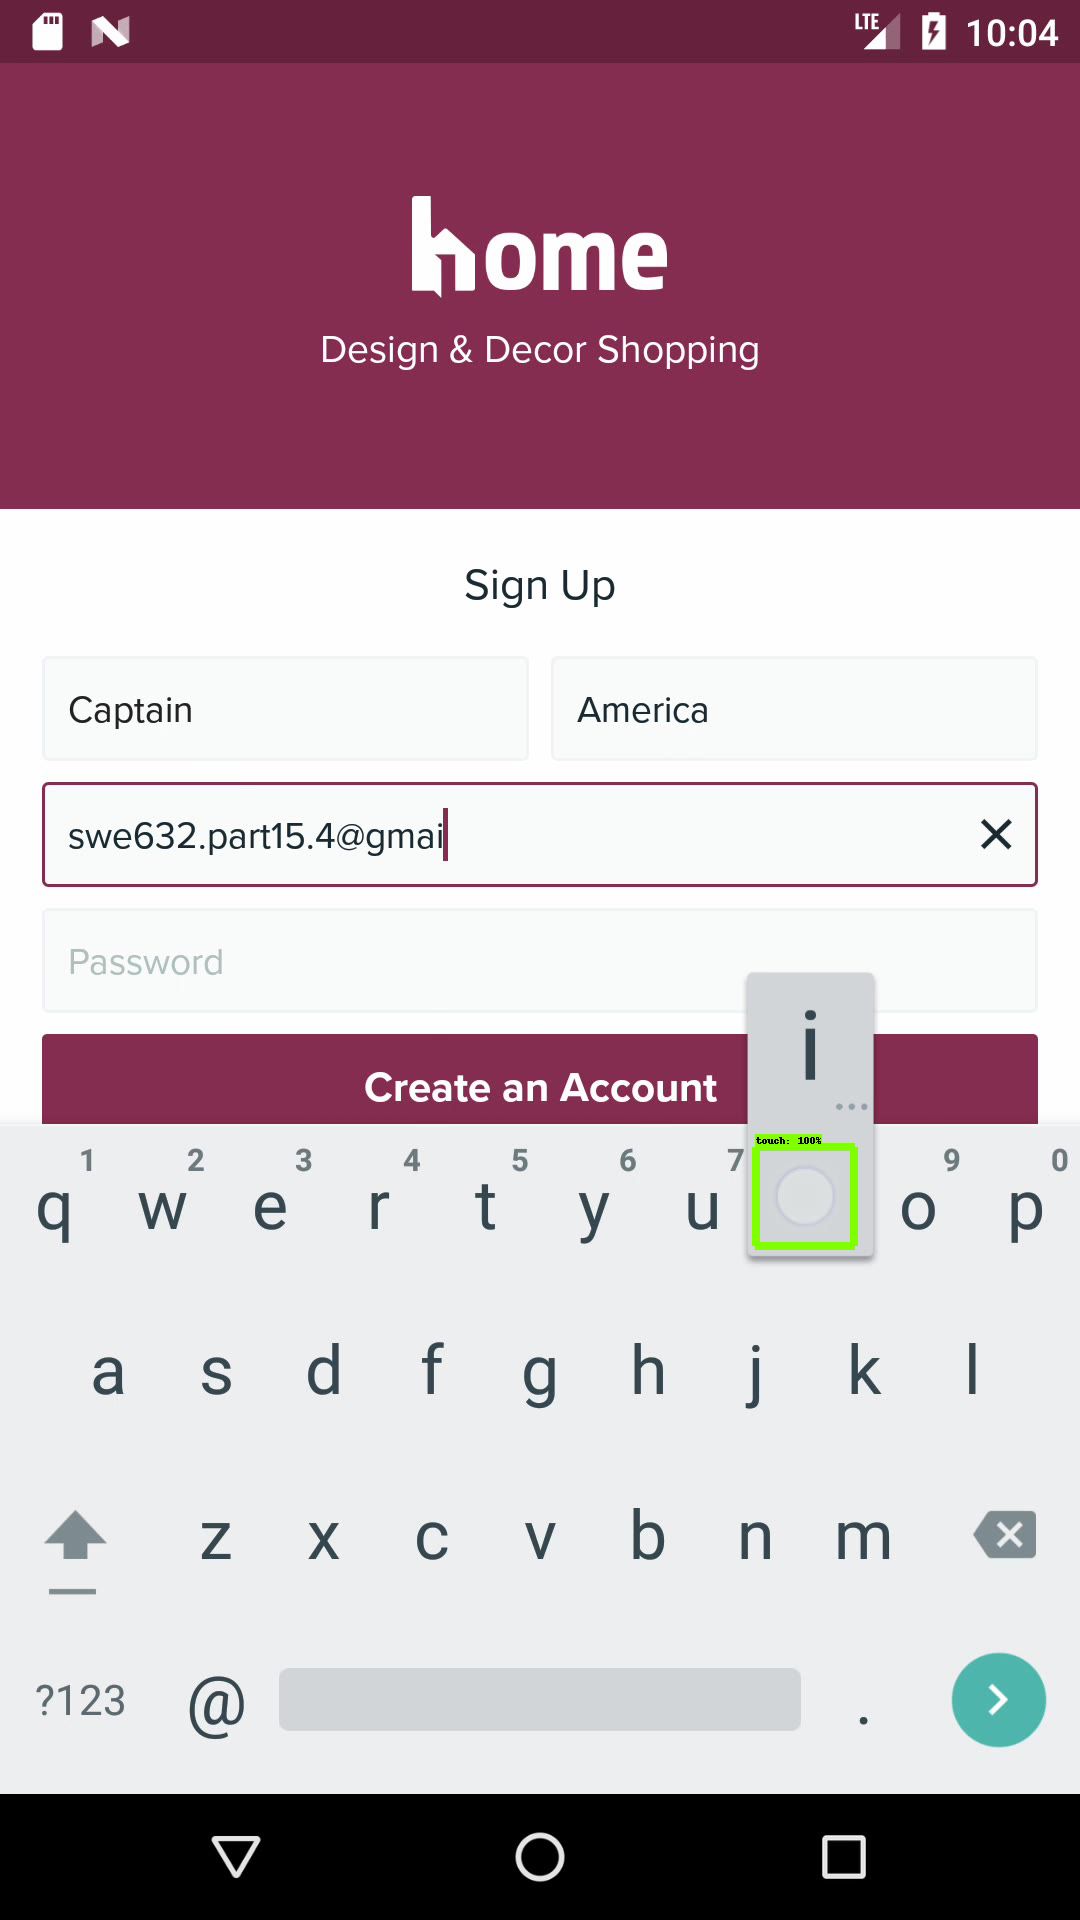 LTE 10:04
home
Design & Decor Shopping
Sign Up
Captain America
swe632.part15.4@gmai
Password
i
Create an Account
touch: 100%
1 2 3 4 5 6 7 9 0
q w e r t y u o p
a s d f g h j k l
z x c v b n m
?123 @ .